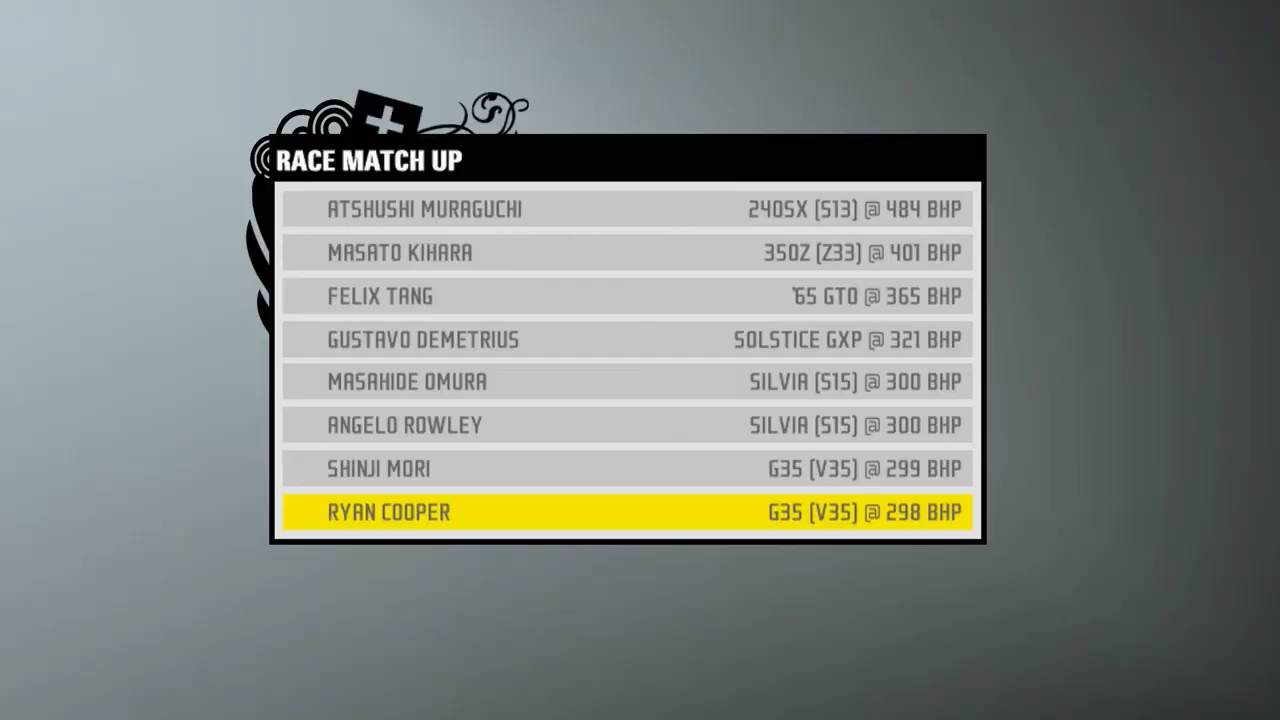 RACE MATCH UP
ATSHUSHI MURAGUCHI 240SX (S13) @ 484 BHP
MASATO KIHARA 350Z (Z33) @ 401 BHP
FELIX TANG '65 GTO @ 365 BHP
GUSTAVO DEMETRIUS SOLSTICE GXP @ 321 BHP
MASAHIDE OMURA SILVIA (S15) @ 300 BHP
ANGELO ROWLEY SILVIA (S15) @ 300 BHP
SHINJI MORI G35 (V35) @ 299 BHP
RYAN COOPER G35 (V35) @ 298 BHP